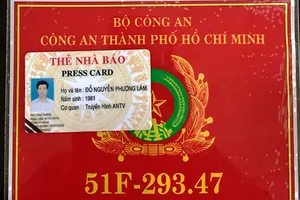 BỘ CÔNG AN
CÔNG AN THÀNH PHỐ HỒ CHÍ MINH
THẺ NHÀ BÁO
PRESS CARD
Họ và tên: ĐỖ NGUYỄN PHƯƠNG LÂM
Năm sinh: 1981
Cơ quan: Truyền Hình ANTV
51F-293.47